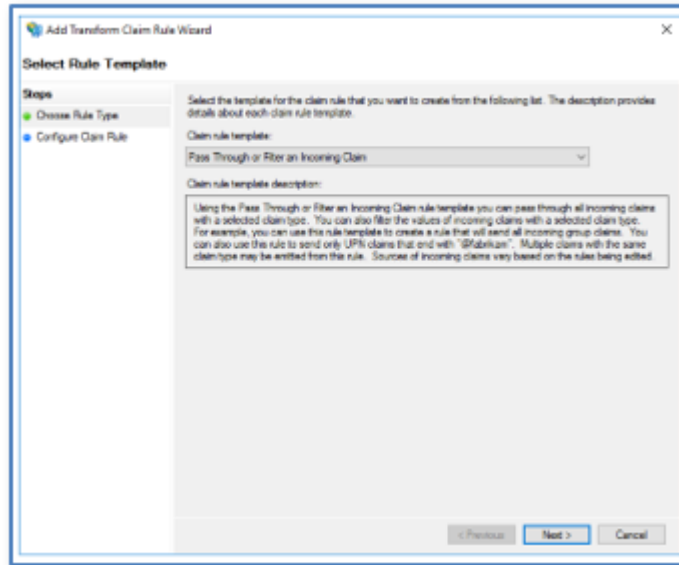 Add Transform Claim Rule Wizard
Select Rule Template
Steps
Choose Rule Type
Configure Claim Rule
Select the template for the claim rule that you want to create from the following list. The description provides
details about each claim rule template.
Claim rule template:
Pass Through or Filter an Incoming Claim
Claim rule template description:
Using the Pass Through or Filter an Incoming Claim rule template you can pass through all incoming claims
with a selected claim type. You can also filter the values of incoming claims with a selected claim type.
For example, you can use this rule template to create a rule that will send all incoming group claims. You
can also use this rule to send only UPN claims that end with "@fabrikam". Multiple claims with the same
claim type may be emitted from this rule. Sources of incoming claims vary based on the rules being edited.
< Previous
Next >
Cancel